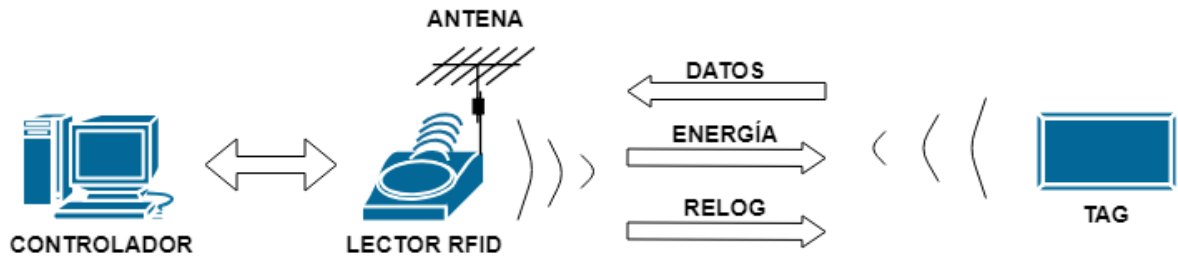 ANTENA
DATOS
ENERGÍA
RELOG
CONTROLADOR
LECTOR RFID
TAG